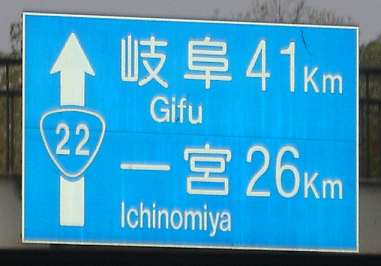 岐阜 41Km
Gifu
22
一宮 26Km
Ichinomiya